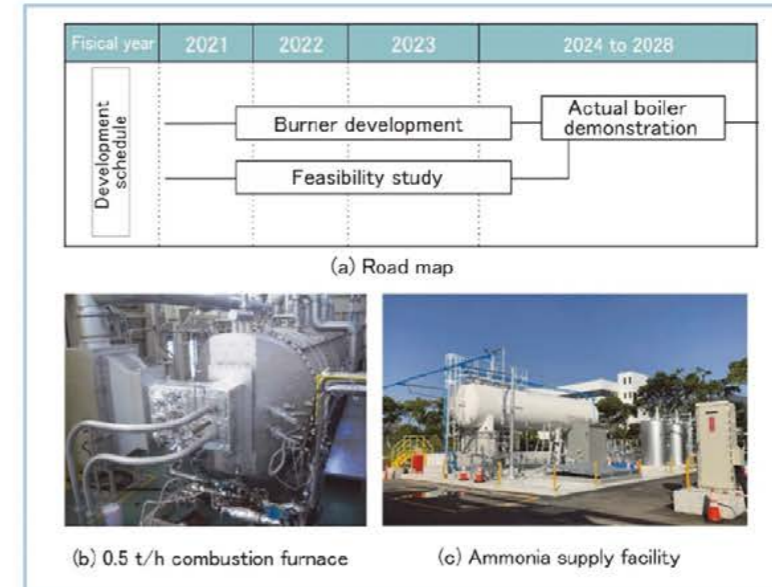 Fisical year 2021 2022 2023 2024 to 2028
Development
schedule
Burner development
Actual boiler
demonstration
Feasibility study
(a) Road map
(b) 0.5 t/h combustion furnace
(c) Ammonia supply facility